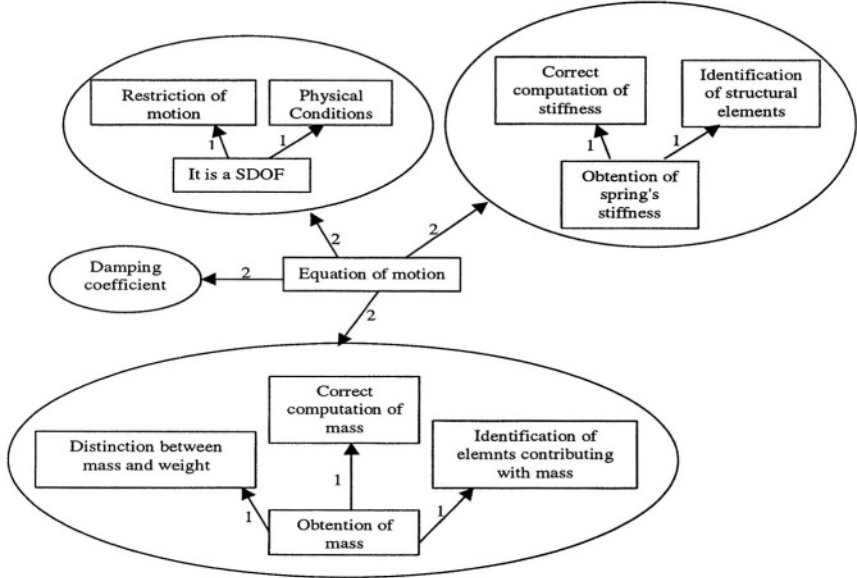 Restriction of
motion
Physical
Conditions
1
1
It is a SDOF
Correct
computation of
stiffness
Identification
of structural
elements
1
1
Obtention of
spring's
stiffness
2
2
Damping
coefficient
2
Equation of motion
2
Correct
computation of
mass
Distinction between
mass and weight
Identification of
elemnts contributing
with mass
1
1
1
Obtention of
mass